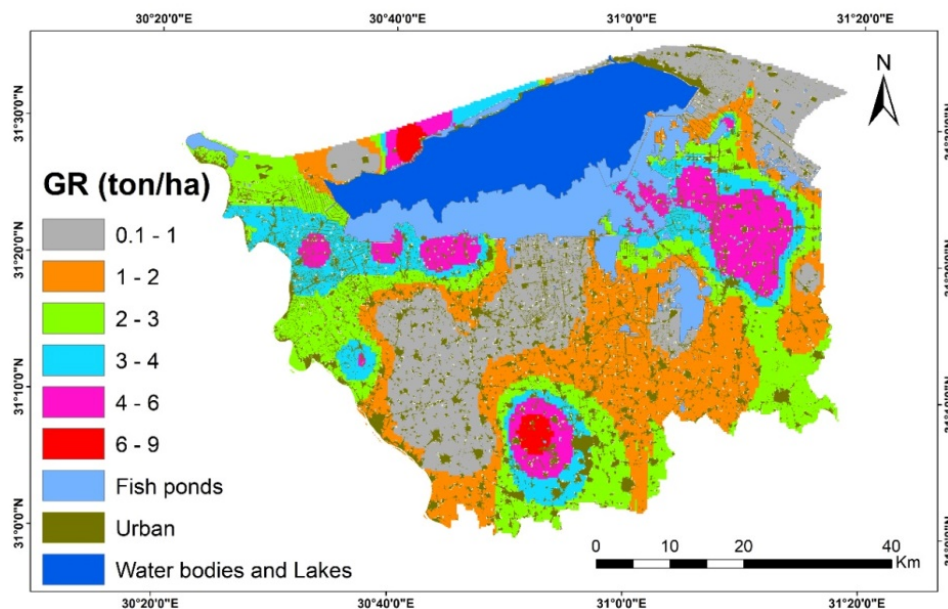 30°20'0"E 30°40'0"E 31°0'0"E 31°20'0"E
N
31°30'0"N
31°20'0"N
31°10'0"N
31°0'0"N
GR (ton/ha)
0.1 - 1
1 - 2
2 - 3
3 - 4
4 - 6
6 - 9
Fish ponds
Urban
Water bodies and Lakes
0 5 10 20 40
Km
30°20'0"E 30°40'0"E 31°0'0"E 31°20'0"E